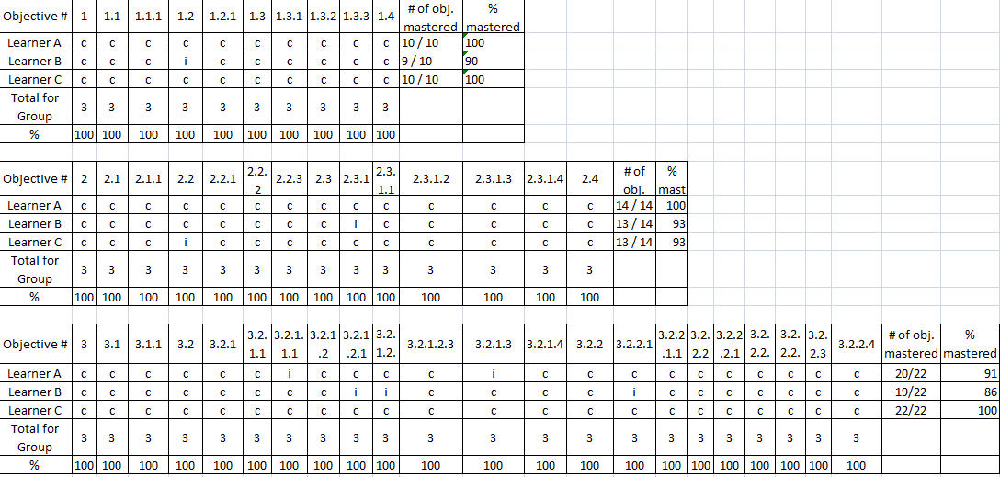 Objective # 1 1.1 1.1.1 1.2 1.2.1 1.3 1.3.1 1.3.2 1.3.3 1.4 # of obj. mastered % mastered
Learner A c c c c c c c c c c 10 / 10 100
Learner B c c c i c c c c c c 9 / 10 90
Learner C c c c c c c c c c c 10 / 10 100
Total for Group 3 3 3 3 3 3 3 3 3 3
% 100 100 100 100 100 100 100 100 100 100
Objective # 2 2.1 2.1.1 2.2 2.2.1 2.2.2 2.2.3 2.3 2.3.1 2.3.1.1 2.3.1.2 2.3.1.3 2.3.1.4 2.4 # of obj. % mast
Learner A c c c c c c c c c c c c c c 14 / 14 100
Learner B c c c c c c c c i c c c c c 13 / 14 93
Learner C c c c i c c c c c c c c c c 13 / 14 93
Total for Group 3 3 3 3 3 3 3 3 3 3 3 3 3 3
% 100 100 100 100 100 100 100 100 100 100 100 100 100 100
Objective # 3 3.1 3.1.1 3.2 3.2.1 3.2.1.1 3.2.1.1.1 3.2.1.2 3.2.1.2.1 3.2.1.2. 3.2.1.2.3 3.2.1.3 3.2.1.4 3.2.2 3.2.2.1 3.2.2.1.1 3.2.2.2 3.2.2.2.1 3.2.2.2. 3.2.2.2. 3.2.2.3 3.2.2.4 # of obj. mastered % mastered
Learner A c c c c c c i c c c c i c c c c c c c c c c 20/22 91
Learner B c c c c c c c c i i c c c c i c c c c c c c 19/22 86
Learner C c c c c c c c c c c c c c c c c c c c c c c 22/22 100
Total for Group 3 3 3 3 3 3 3 3 3 3 3 3 3 3 3 3 3 3 3 3 3 3
% 100 100 100 100 100 100 100 100 100 100 100 100 100 100 100 100 100 100 100 100 100 100